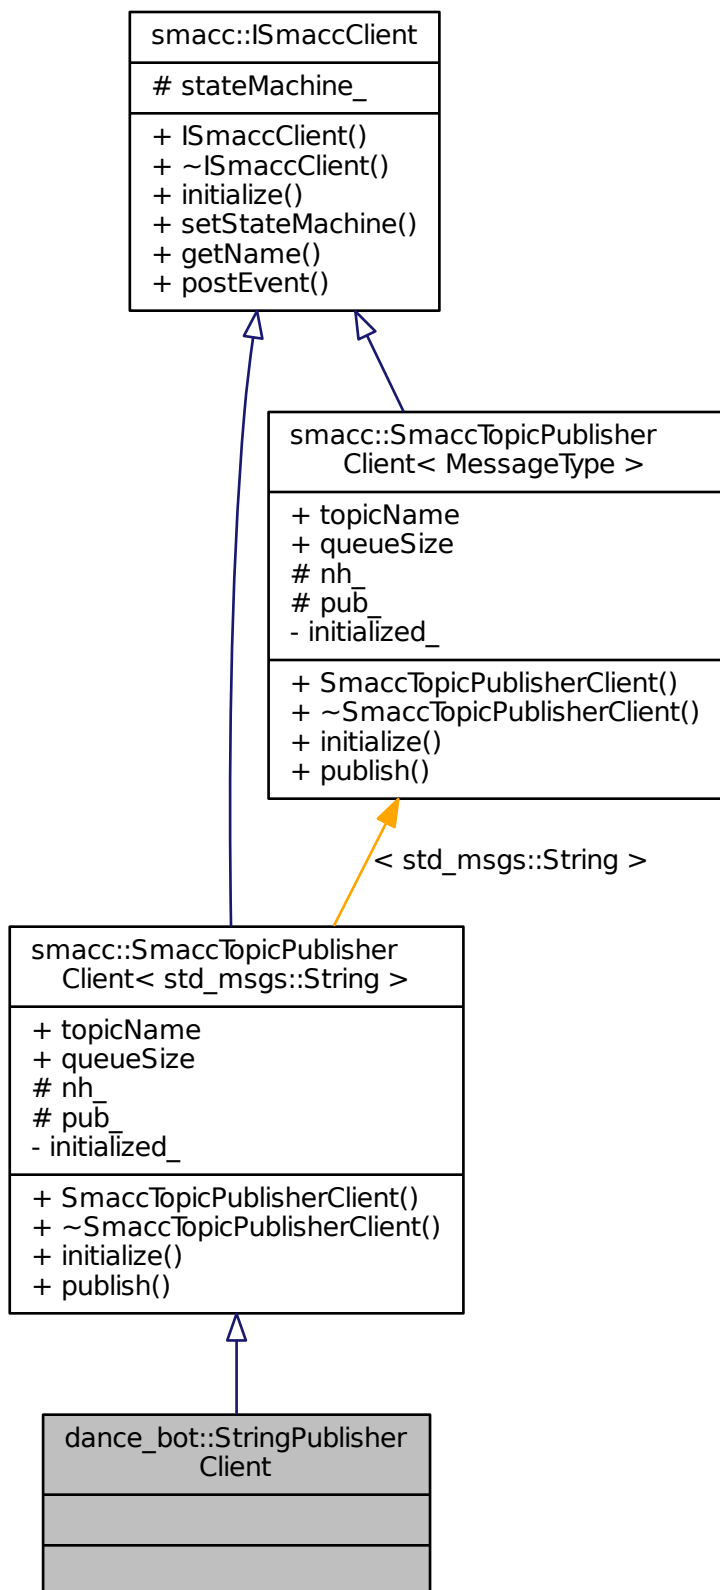 smacc::ISmaccClient
# stateMachine_
+ ISmaccClient()
+ ~ISmaccClient()
+ initialize()
+ setStateMachine()
+ getName()
+ postEvent()
smacc::SmaccTopicPublisher
Client< MessageType >
+ topicName
+ queueSize
# nh_
# pub_
- initialized_
+ SmaccTopicPublisherClient()
+ ~SmaccTopicPublisherClient()
+ initialize()
+ publish()
< std_msgs::String >
smacc::SmaccTopicPublisher
Client< std_msgs::String >
+ topicName
+ queueSize
# nh_
# pub_
- initialized_
+ SmaccTopicPublisherClient()
+ ~SmaccTopicPublisherClient()
+ initialize()
+ publish()
dance_bot::StringPublisher
Client